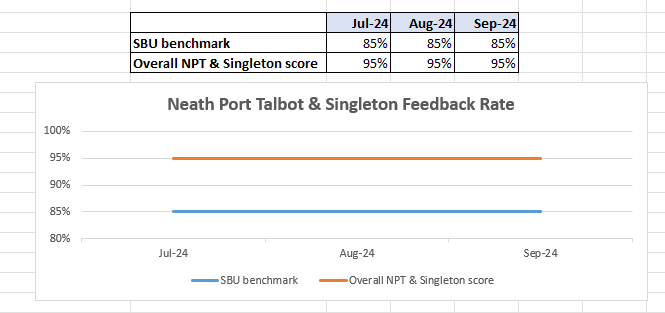 Jul-24 Aug-24 Sep-24
SBU benchmark 85% 85% 85%
Overall NPT & Singleton score 95% 95% 95%
Neath Port Talbot & Singleton Feedback Rate
100%
95%
90%
85%
80%
Jul-24 Aug-24 Sep-24
SBU benchmark Overall NPT & Singleton score